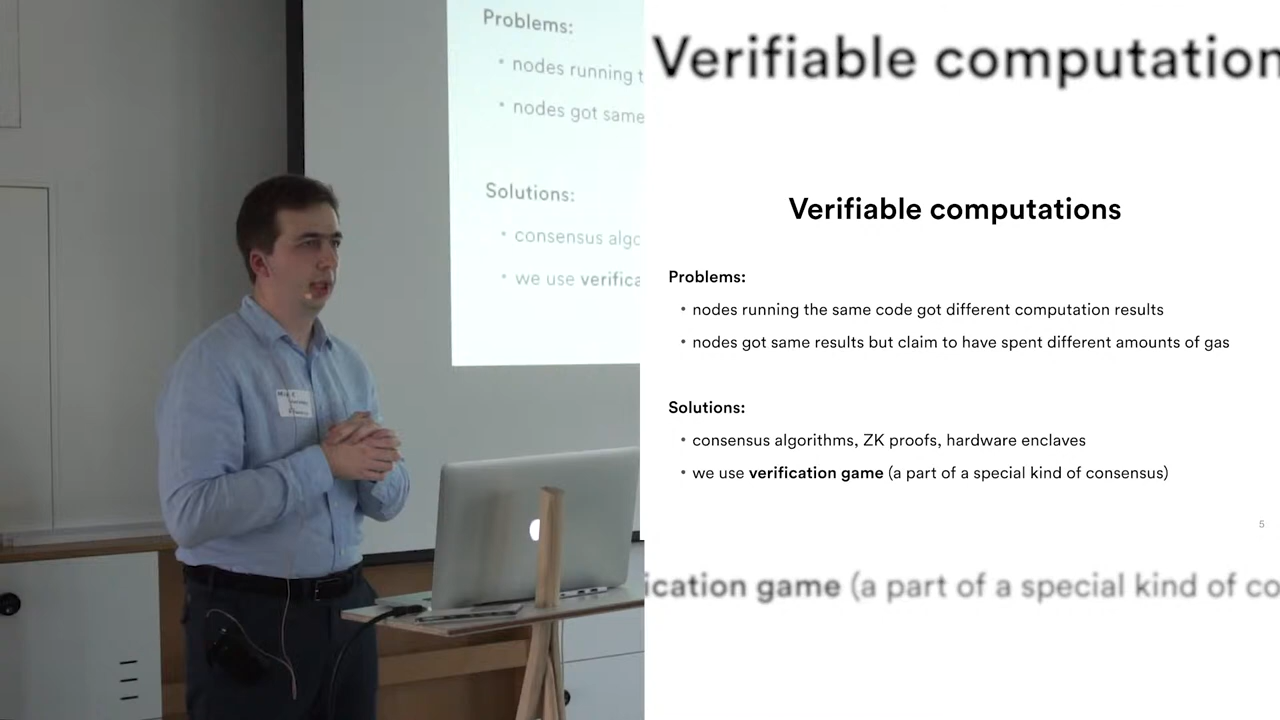 Problems:
• nodes running t
• nodes got same
Solutions:
• consensus algo
• we use verifica
Verifiable computation
Verifiable computations
Problems:
• nodes running the same code got different computation results
• nodes got same results but claim to have spent different amounts of gas
Solutions:
• consensus algorithms, ZK proofs, hardware enclaves
• we use verification game (a part of a special kind of consensus)
5
ication game (a part of a special kind of co